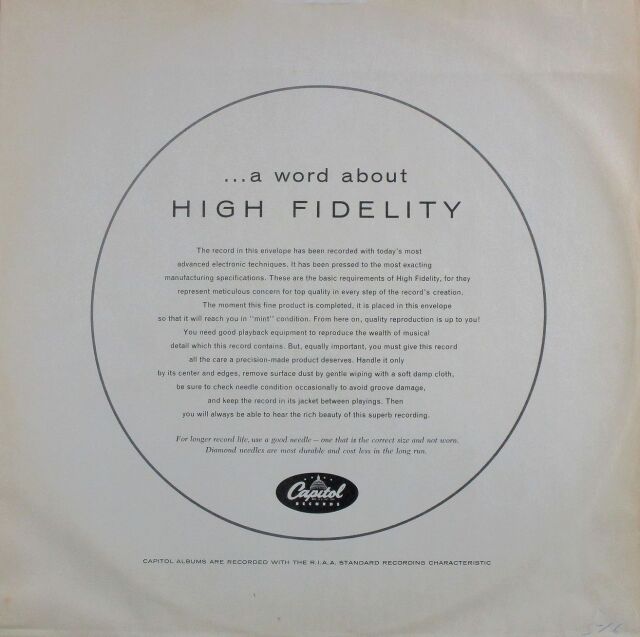 ...a word about
HIGH FIDELITY
The record in this envelope has been recorded with today's most
advanced electronic techniques. It has been pressed to the most exacting
manufacturing specifications. These are the basic requirements of High Fidelity, for they
represent meticulous concern for top quality in every step of the record's creation.
The moment this fine product is completed, it is placed in this envelope
so that it will reach you in "mint" condition. From here on, quality reproduction is up to you!
You need good playback equipment to reproduce the wealth of musical
detail which this record contains. But, equally important, you must give this record
all the care a precision-made product deserves. Handle it only
by its center and edges, remove surface dust by gentle wiping with a soft damp cloth,
be sure to check needle condition occasionally to avoid groove damage,
and keep the record in its jacket between playings. Then
you will always be able to hear the rich beauty of this superb recording.
For longer record life, use a good needle — one that is the correct size and not worn.
Diamond needles are most durable and cost less in the long run.
Capitol
RECORDS
CAPITOL ALBUMS ARE RECORDED WITH THE R.I.A.A. STANDARD RECORDING CHARACTERISTIC